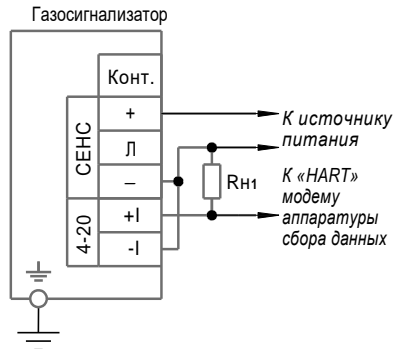 Газосигнализатор
Конт.
СЕНС
+
Л
–
4-20
+I
-I
Rн1
К источнику
питания
К «HART»
модему
аппаратуры
сбора данных